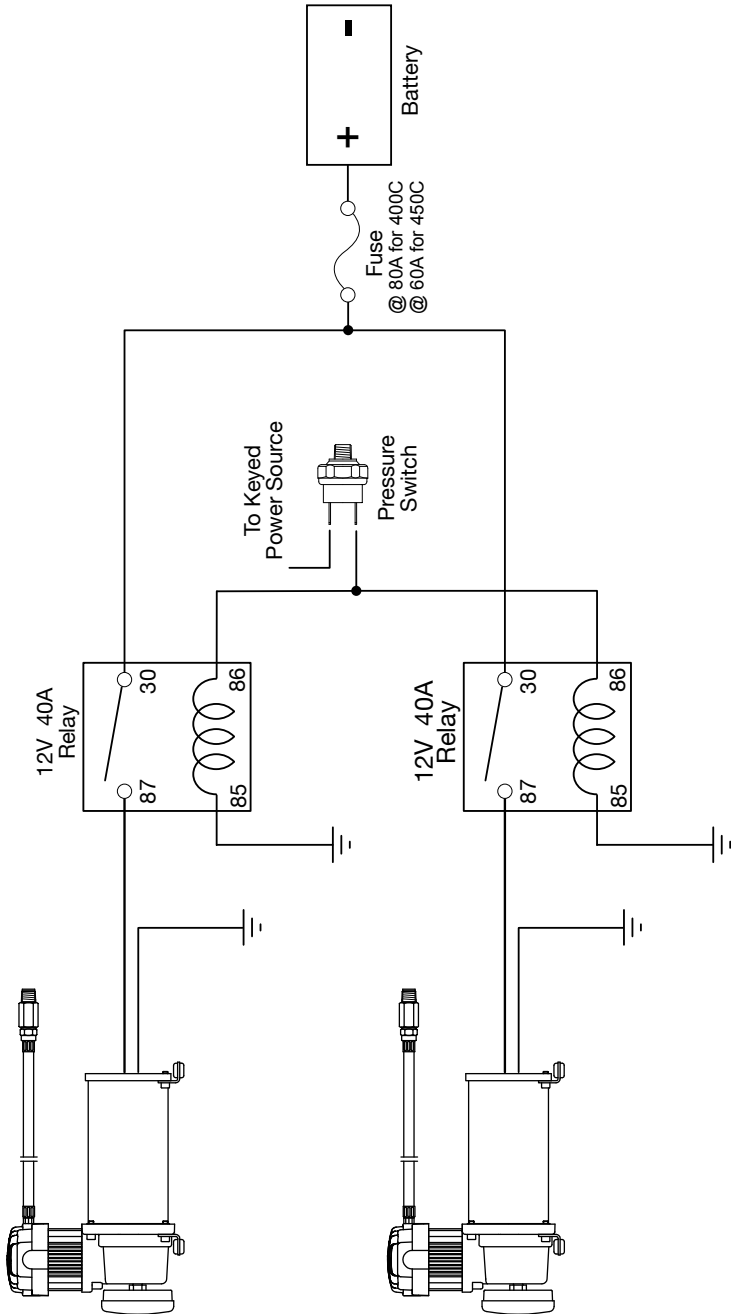 12V 40A
Relay
30
87
86
85
To Keyed
Power Source
Pressure
Switch
Fuse
@ 80A for 400C
@ 60A for 450C
+
-
Battery
12V 40A
Relay
30
87
86
85